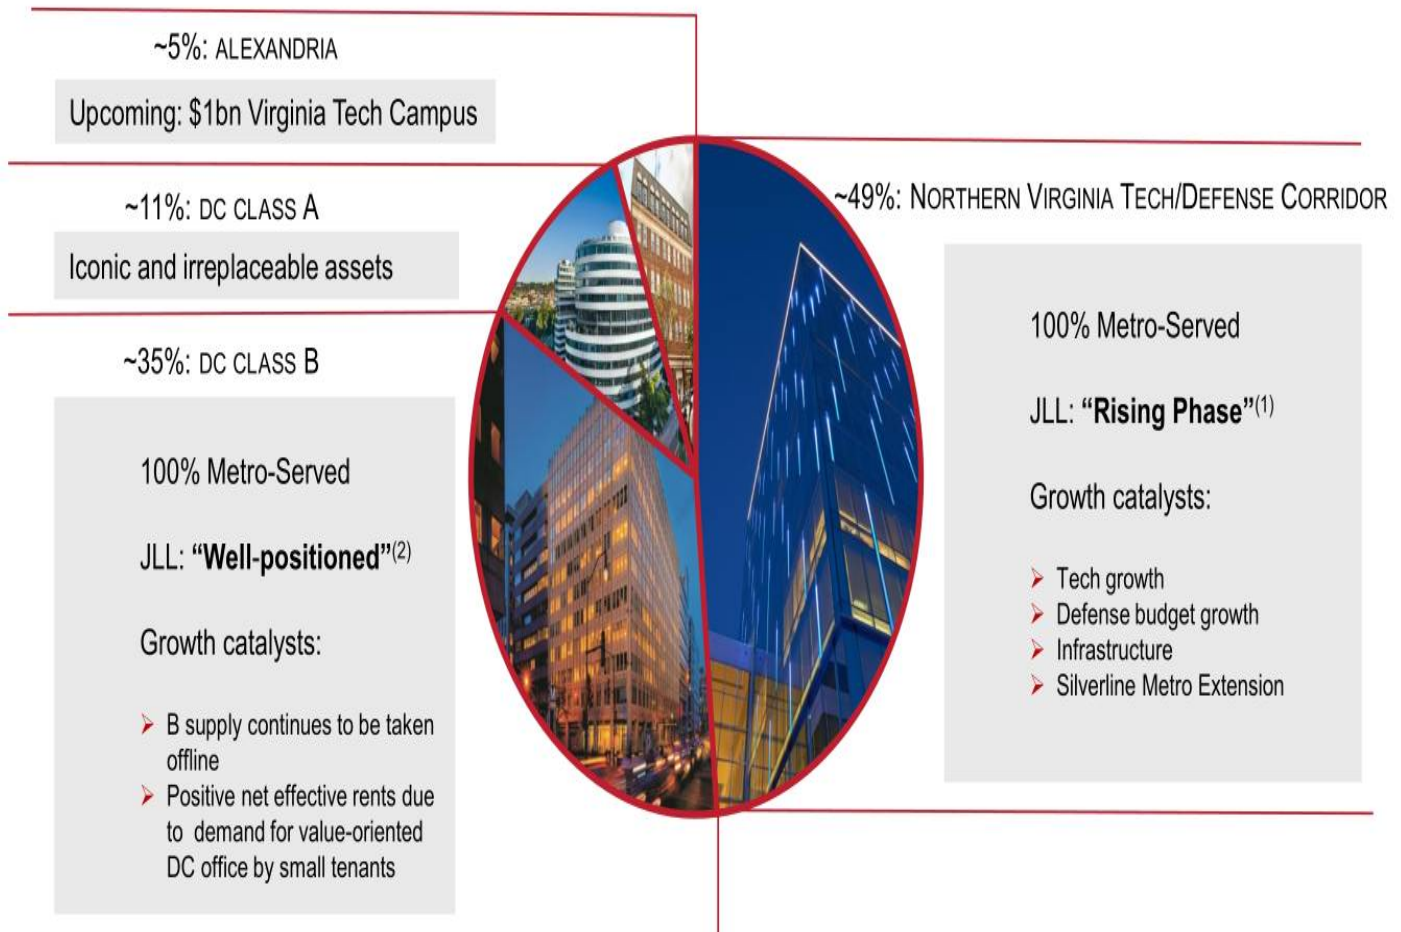 ~5%: ALEXANDRIA
Upcoming: $1bn Virginia Tech Campus
~11%: DC CLASS A
Iconic and irreplaceable assets
~35%: DC CLASS B
100% Metro-Served
JLL: “Well-positioned”(2)
Growth catalysts:
➢ B supply continues to be taken
offline
➢ Positive net effective rents due
to demand for value-oriented
DC office by small tenants
~49%: NORTHERN VIRGINIA TECH/DEFENSE CORRIDOR
100% Metro-Served
JLL: “Rising Phase”(1)
Growth catalysts:
➢ Tech growth
➢ Defense budget growth
➢ Infrastructure
➢ Silverline Metro Extension